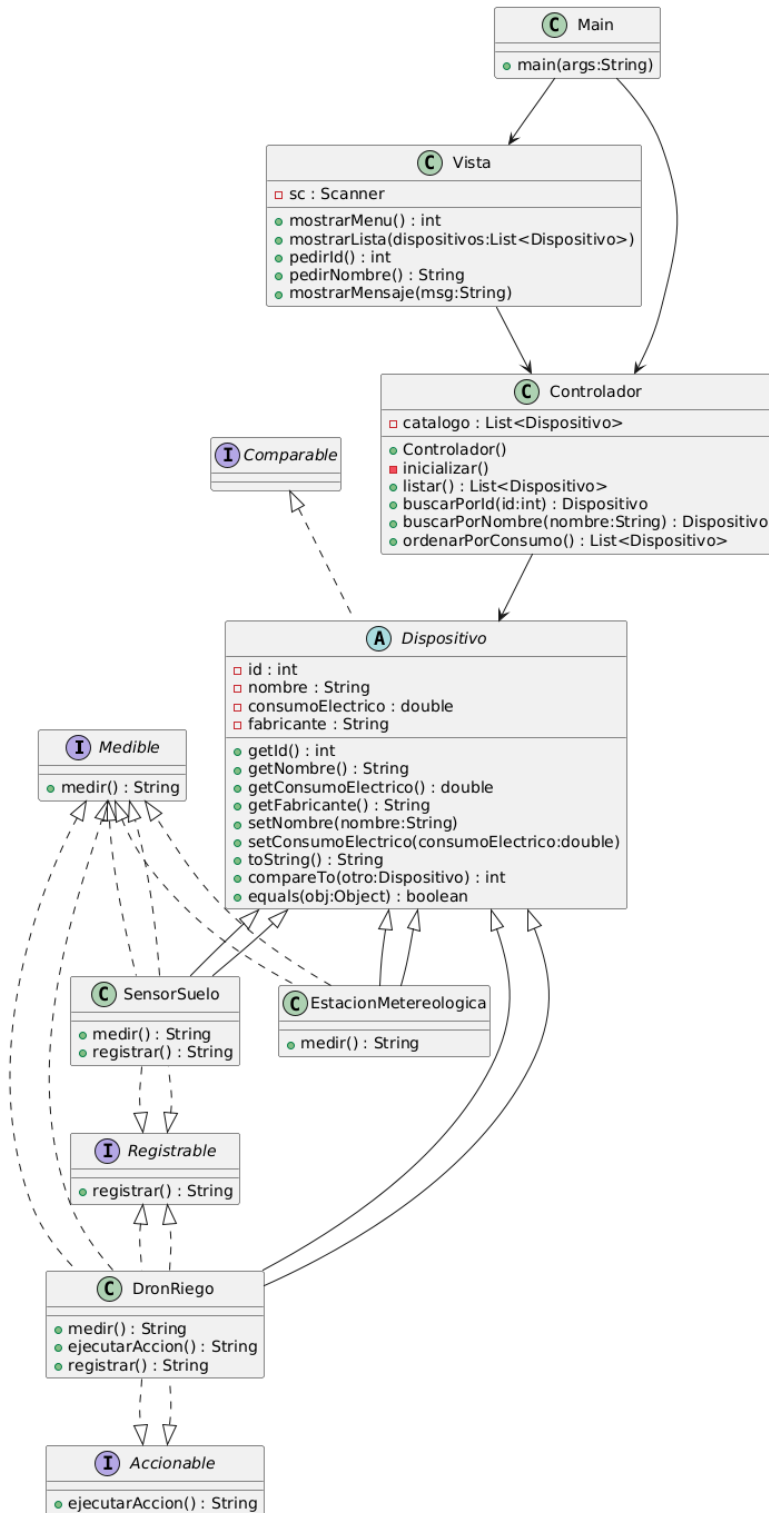 C Main
main(args:String)
C Vista
sc : Scanner
mostrarMenu() : int
mostrarLista(dispositivos:List<Dispositivo>)
pedirId() : int
pedirNombre() : String
mostrarMensaje(msg:String)
C Controlador
catalogo : List<Dispositivo>
Controlador()
inicializar()
listar() : List<Dispositivo>
buscarPorId(id:int) : Dispositivo
buscarPorNombre(nombre:String) : Dispositivo
ordenarPorConsumo() : List<Dispositivo>
I Comparable
A Dispositivo
id : int
nombre : String
consumoElectrico : double
fabricante : String
getId() : int
getNombre() : String
getConsumoElectrico() : double
getFabricante() : String
setNombre(nombre:String)
setConsumoElectrico(consumoElectrico:double)
toString() : String
compareTo(otro:Dispositivo) : int
equals(obj:Object) : boolean
I Medible
medir() : String
C SensorSuelo
medir() : String
registrar() : String
C EstacionMetereologica
medir() : String
I Registrable
registrar() : String
C DronRiego
medir() : String
ejecutarAccion() : String
registrar() : String
I Accionable
ejecutarAccion() : String